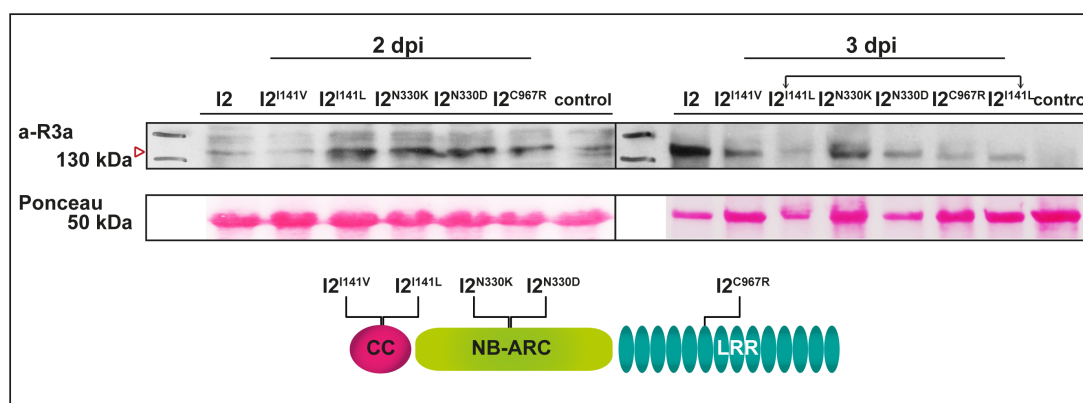 2 dpi 3 dpi
I2 I2I141V I2I141L I2N330K I2N330D I2C967R control I2 I2I141V I2I141L I2N330K I2N330D I2C967R I2I141L control
a-R3a
130 kDa
Ponceau
50 kDa
I2I141V I2I141L I2N330K I2N330D I2C967R
CC NB-ARC LRR